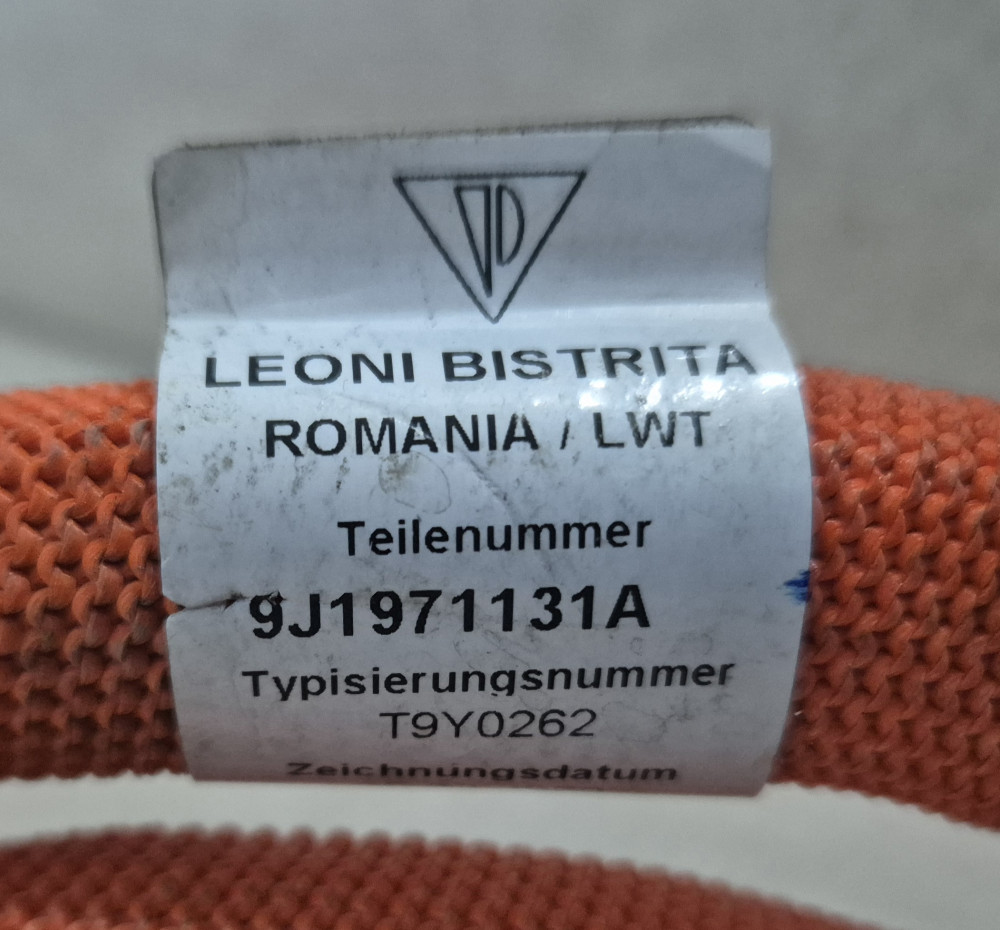 LEONI BISTRITA
ROMANIA / LWT
Teilenummer
9J1971131A
Typisierungsnummer
T9Y0262
Zeichnungsdatum